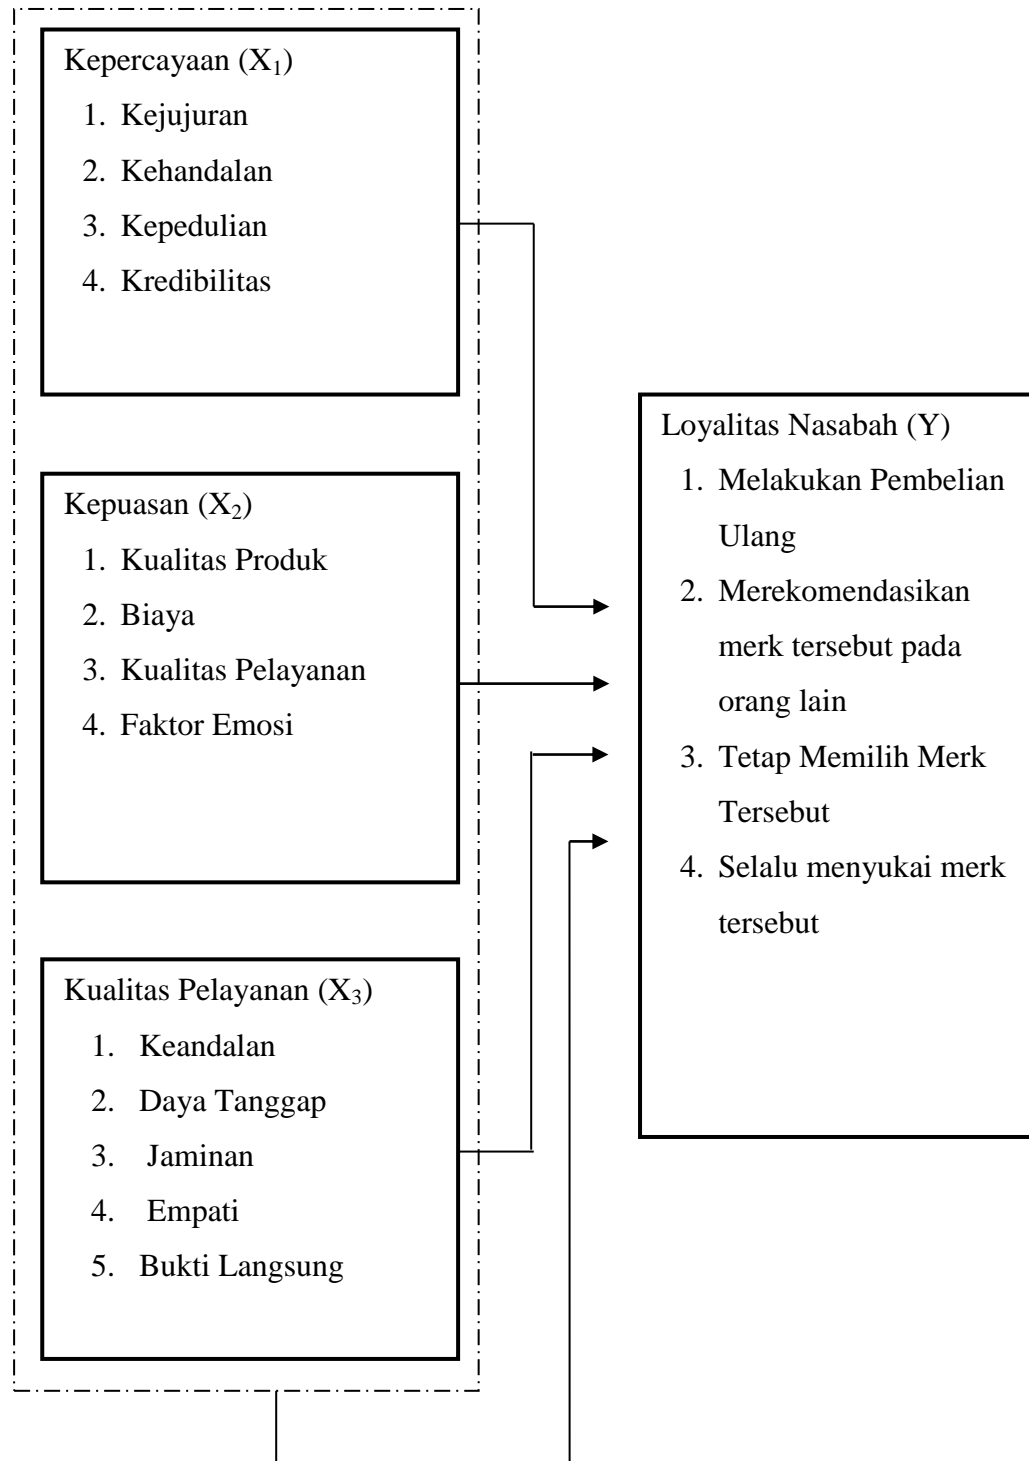 Kepercayaan (X₁)
1. Kejujuran
2. Kehandalan
3. Kepedulian
4. Kredibilitas
Kepuasan (X₂)
1. Kualitas Produk
2. Biaya
3. Kualitas Pelayanan
4. Faktor Emosi
Kualitas Pelayanan (X₃)
1. Keandalan
2. Daya Tanggap
3. Jaminan
4. Empati
5. Bukti Langsung
Loyalitas Nasabah (Y)
1. Melakukan Pembelian
Ulang
2. Merekomendasikan
merk tersebut pada
orang lain
3. Tetap Memilih Merk
Tersebut
4. Selalu menyukai merk
tersebut